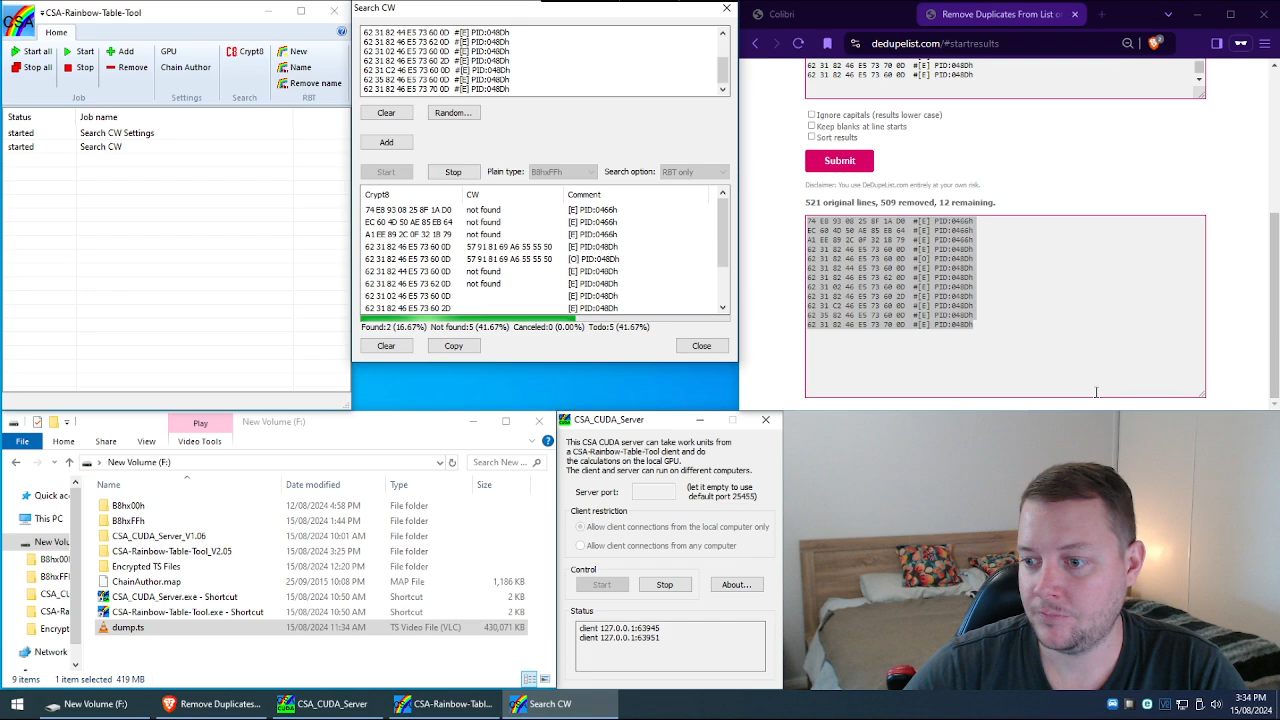 CSA-Rainbow-Table-Tool
Home
Start all
Start
Add
CPU
Crypt8
New
Stop all
Stop
Remove
Chain Author
Name
Remove name
Job
Settings
Search
RBT
Status
Job name
started
Search CW Settings
started
Search CW
Search CW
62 31 82 44 E5 73 60 0D #[E] PID:048Dh
62 31 82 46 E5 73 62 0D #[E] PID:048Dh
62 31 02 46 E5 73 60 0D #[E] PID:048Dh
62 31 82 46 E5 73 60 2D #[E] PID:048Dh
62 31 C2 46 E5 73 60 0D #[E] PID:048Dh
62 35 82 46 E5 73 60 0D #[E] PID:048Dh
62 31 82 46 E5 73 70 0D #[E] PID:048Dh
Clear
Random...
Add
Start
Stop
Plain type:
B8hxFFh
Search option:
RBT only
Crypt8
CW
Comment
74 E8 93 08 25 8F 1A D0 not found [E] PID:0466h
EC 60 4D 50 AE 85 EB 64 not found [E] PID:0466h
A1 EE 89 2C 0F 32 1B 79 not found [E] PID:0466h
62 31 82 46 E5 73 60 0D 57 91 81 69 A6 55 55 50 [E] PID:048Dh
62 31 82 46 E5 73 60 0D 57 91 81 69 A6 55 55 50 [O] PID:048Dh
62 31 82 44 E5 73 60 0D not found [E] PID:048Dh
62 31 82 46 E5 73 62 0D not found [E] PID:048Dh
62 31 02 46 E5 73 60 0D [E] PID:048Dh
62 31 82 46 E5 73 60 2D [E] PID:048Dh
Found:2 (16.67%) Not found:5 (41.67%) Canceled:0 (0.00%) Todo:5 (41.67%)
Clear
Copy
Close
Colibri
Remove Duplicates From List of
dedupelist.com/#startresults
62 31 82 46 E5 73 70 0D #[E] PID:048Dh
62 31 82 46 E5 73 60 0D #[E] PID:048Dh
Ignore capitals (results lower case)
Keep blanks at line starts
Sort results
Submit
Disclaimer: You use DeDupeList.com entirely at your own risk.
521 original lines, 509 removed, 12 remaining.
74 E8 93 08 25 8F 1A D0 #[E] PID:0466h
EC 60 4D 50 AE 85 EB 64 #[E] PID:0466h
A1 EE 89 2C 0F 32 1B 79 #[E] PID:0466h
62 31 82 46 E5 73 60 0D #[E] PID:048Dh
62 31 82 46 E5 73 60 0D #[O] PID:048Dh
62 31 82 44 E5 73 60 0D #[E] PID:048Dh
62 31 82 46 E5 73 62 0D #[E] PID:048Dh
62 31 02 46 E5 73 60 0D #[E] PID:048Dh
62 31 82 46 E5 73 60 2D #[E] PID:048Dh
62 31 C2 46 E5 73 60 0D #[E] PID:048Dh
62 35 82 46 E5 73 60 0D #[E] PID:048Dh
62 31 82 46 E5 73 70 0D #[E] PID:048Dh
Play
New Volume (F:)
File
Home
Share
View
Video Tools
New Volume (F:)
Search New ...
Quick acc
This PC
New Volu
B8hx00
B8hxFF
CSA_CU
CSA-Ra
Encrypt
Network
Name
Date modified
Type
Size
B8hx00h 12/08/2024 4:58 PM File folder
B8hxFFh 15/08/2024 1:44 PM File folder
CSA_CUDA_Server_V1.06 15/08/2024 10:01 AM File folder
CSA-Rainbow-Table-Tool_V2.05 15/08/2024 3:25 PM File folder
Encrypted TS Files 15/08/2024 12:20 PM File folder
ChainAuthor.map 25/09/2015 10:08 PM MAP File 1,186 KB
CSA_CUDA_Server.exe - Shortcut 15/08/2024 10:50 AM Shortcut 2 KB
CSA-Rainbow-Table-Tool.exe - Shortcut 15/08/2024 10:50 AM Shortcut 2 KB
dump.ts 15/08/2024 11:34 AM TS Video File (VLC) 430,071 KB
9 items
1 item selected 419 MB
CUDA
CSA_CUDA_Server
This CSA CUDA server can take work units from
a CSA-Rainbow-Table-Tool client and do
the calculations on the local GPU.
The client and server can run on different computers.
Server port:
(let it empty to use
default port 25455)
Client restriction
Allow client connections from the local computer only
Allow client connections from any computer
Control
Start
Stop
About...
Status
client 127.0.0.1:63945
client 127.0.0.1:63951
New Volume (F:)
Remove Duplicates...
CSA_CUDA_Server
CSA-Rainbow-Tabl...
Search CW
3:34 PM
15/08/2024